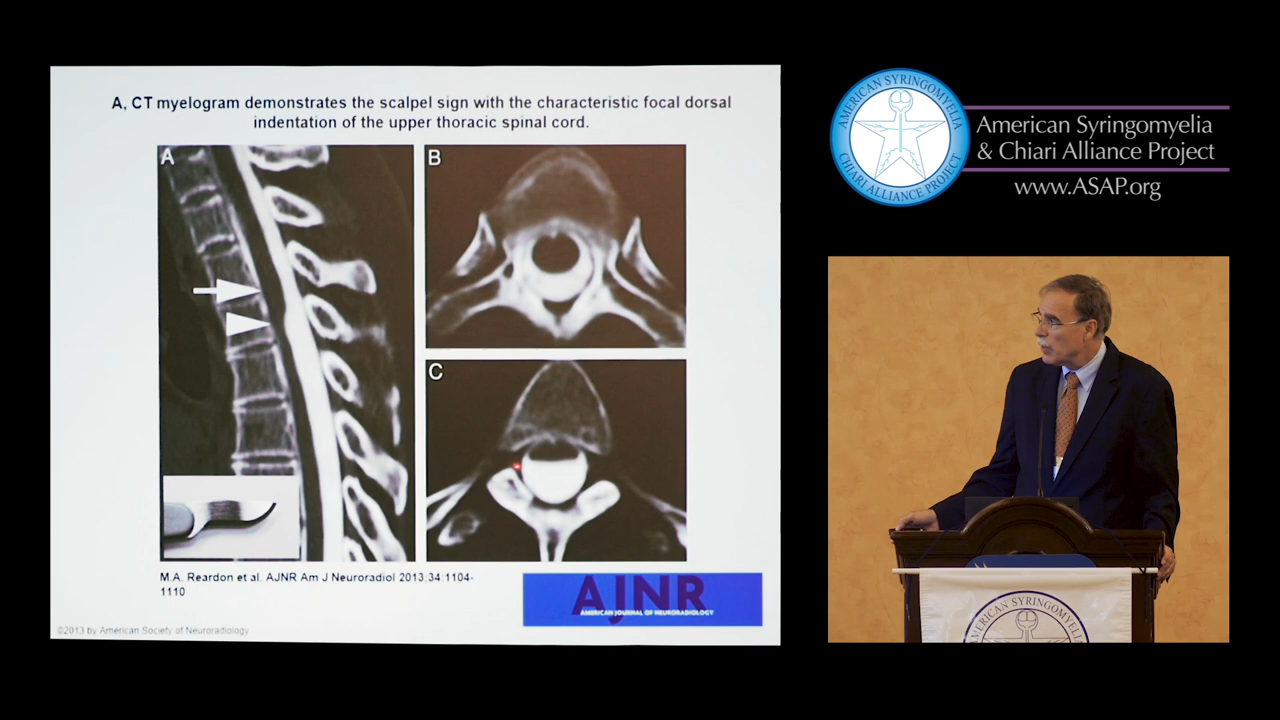 A, CT myelogram demonstrates the scalpel sign with the characteristic focal dorsal
indentation of the upper thoracic spinal cord.
A
B
C
M.A. Reardon et al. AJNR Am J Neuroradiol 2013;34:1104-
1110
AJNR
AMERICAN JOURNAL OF NEURORADIOLOGY
©2013 by American Society of Neuroradiology
AMERICAN SYRINGOMYELIA
CHIARI ALLIANCE PROJECT
American Syringomyelia
& Chiari Alliance Project
www.ASAP.org
AMERICAN SYRINGOMYELIA